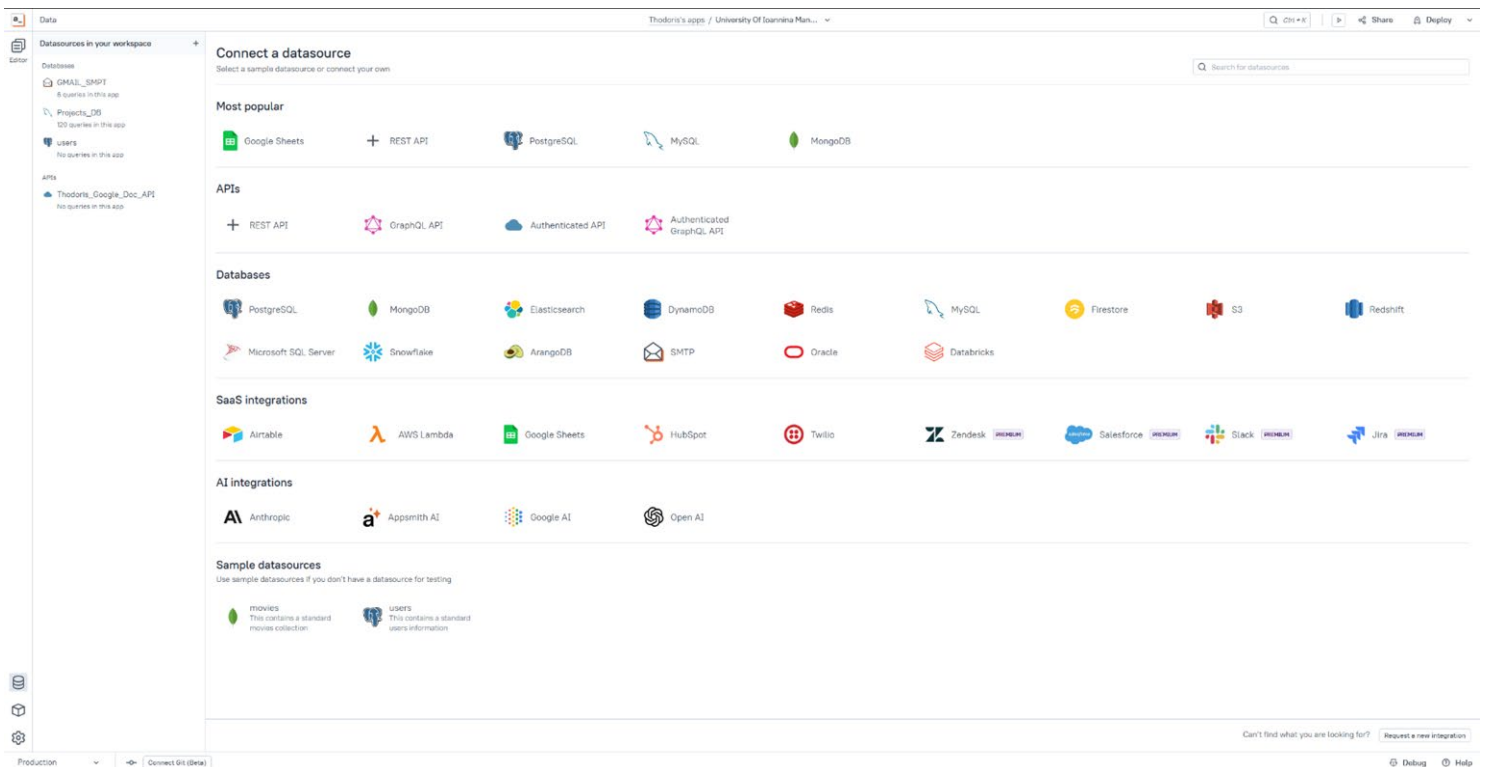 Data
Thodoris's apps / University Of Ioannina Man...
Ctrl+K
Share
Deploy
Editor
Datasources in your workspace +
Databases
GMAIL_SMPT
6 queries in this app
Projects_DB
120 queries in this app
users
No queries in this app
APIs
Thodoris_Google_Doc_API
No queries in this app
Connect a datasource
Select a sample datasource or connect your own
Search for datasources
Most popular
Google Sheets
REST API
PostgreSQL
MySQL
MongoDB
APIs
REST API
GraphQL API
Authenticated API
Authenticated
GraphQL API
Databases
PostgreSQL
MongoDB
Elasticsearch
DynamoDB
Redis
MySQL
Firestore
S3
Redshift
Microsoft SQL Server
Snowflake
ArangoDB
SMTP
Oracle
Databricks
SaaS integrations
Airtable
AWS Lambda
Google Sheets
HubSpot
Twilio
Zendesk PREMIUM
Salesforce PREMIUM
Slack PREMIUM
Jira PREMIUM
AI integrations
Anthropic
Appsmith AI
Google AI
Open AI
Sample datasources
Use sample datasources if you don't have a datasource for testing
movies
This contains a standard
movies collection
users
This contains a standard
users information
Can't find what you are looking for?
Request a new integration
Production
Connect Git (Beta)
Debug
Help